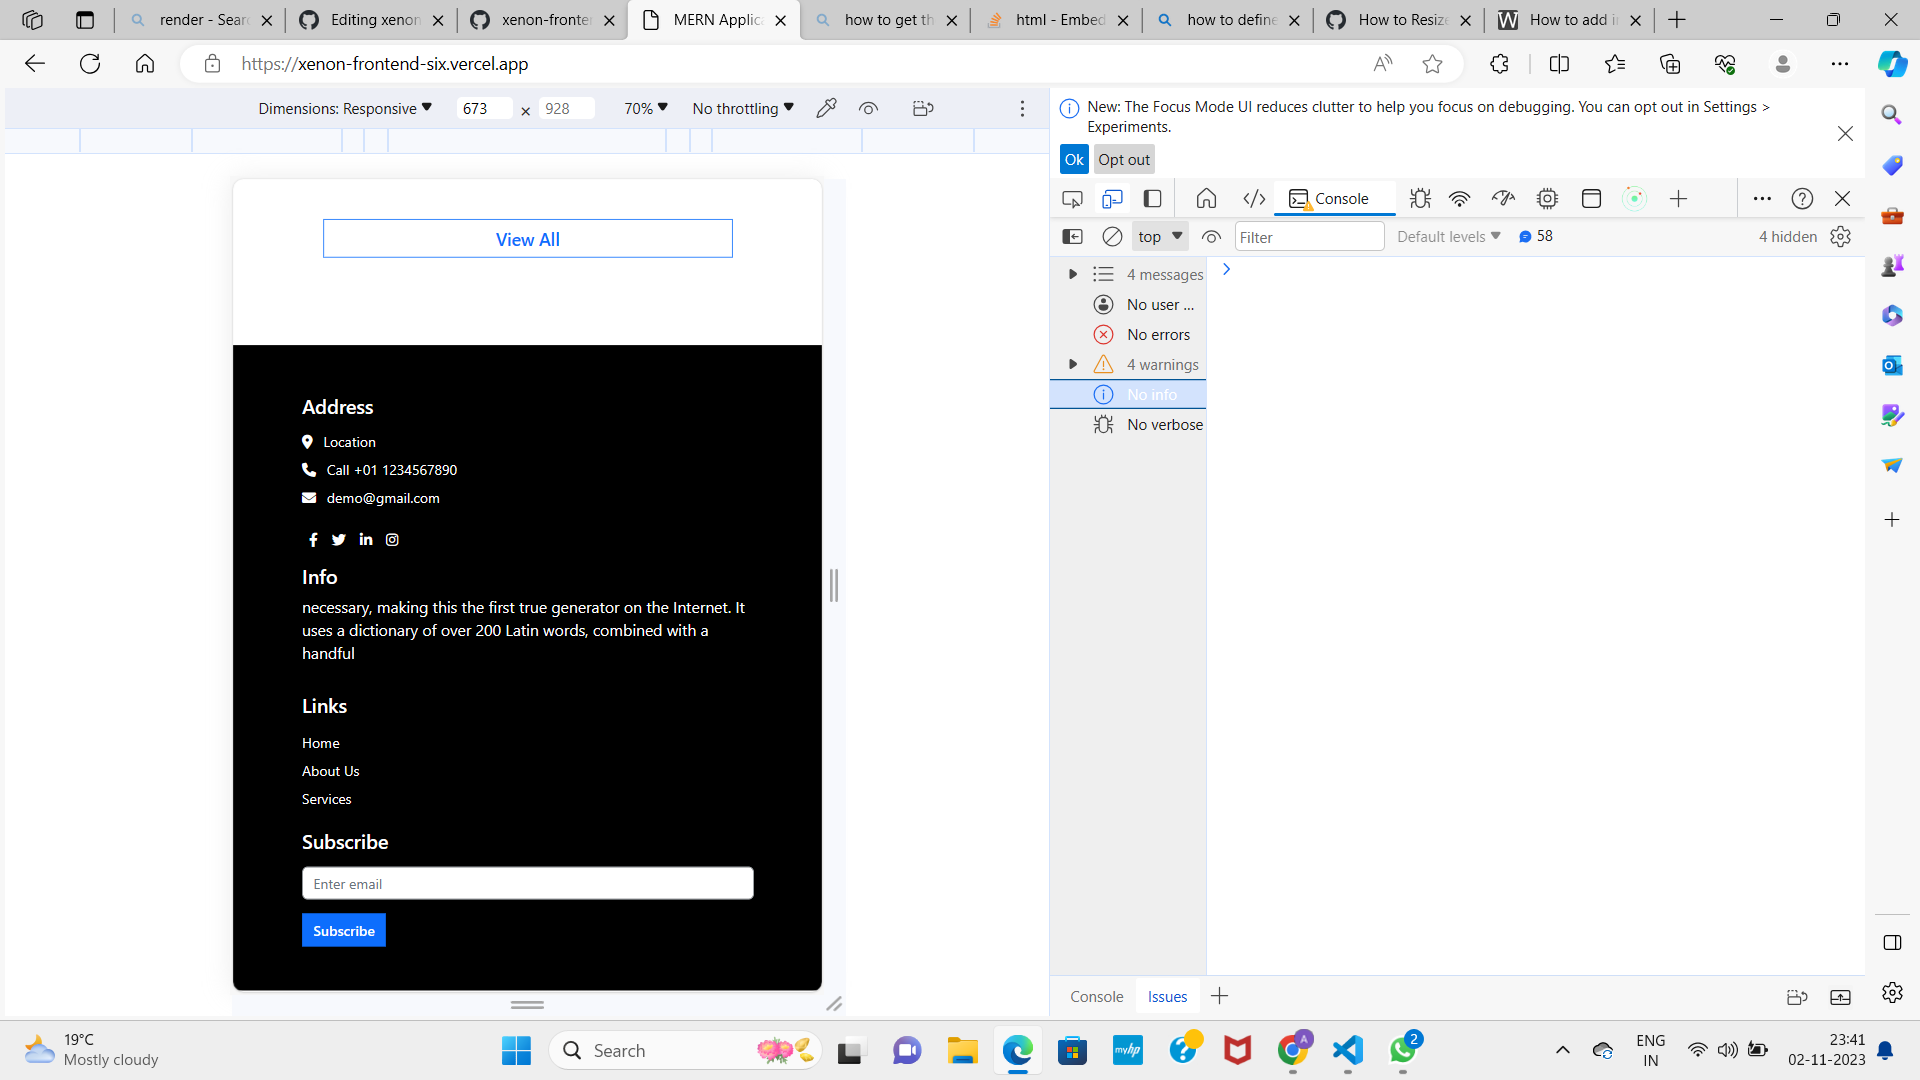 render - Sear
Editing xenon
xenon-fronte
MERN Applica
how to get th
html - Embed
how to define
How to Resize
How to add i
https://xenon-frontend-six.vercel.app
Dimensions: Responsive
673 × 928
70%
No throttling
New: The Focus Mode UI reduces clutter to help you focus on debugging. You can opt out in Settings >
Experiments.
Ok
Opt out
Console
top
Filter
Default levels
58
4 hidden
4 messages
No user ...
No errors
4 warnings
No info
No verbose
View All
Address
Location
Call +01 1234567890
demo@gmail.com
Info
necessary, making this the first true generator on the Internet. It
uses a dictionary of over 200 Latin words, combined with a
handful
Links
Home
About Us
Services
Subscribe
Enter email
Subscribe
Console
Issues
19°C
Mostly cloudy
Search
myhp
A
2
ENG
IN
23:41
02-11-2023